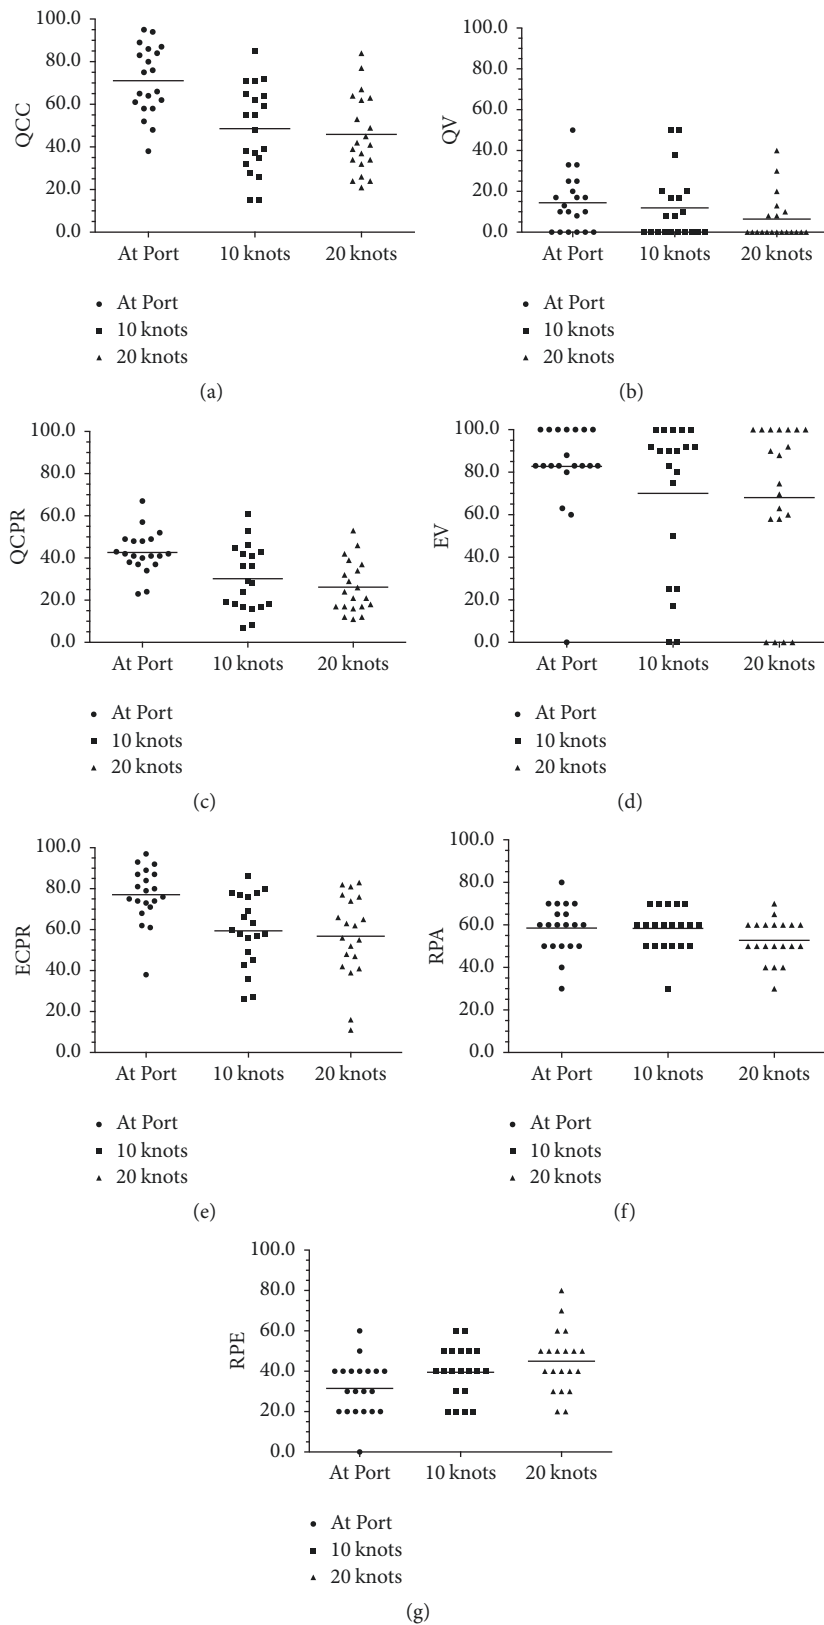 QCC
100.0
80.0
60.0
40.0
20.0
0.0
At Port 10 knots 20 knots
At Port
10 knots
20 knots
(a)
QV
100.0
80.0
60.0
40.0
20.0
0.0
At Port 10 knots 20 knots
At Port
10 knots
20 knots
(b)
QCPR
100.0
80.0
60.0
40.0
20.0
0.0
At Port 10 knots 20 knots
At Port
10 knots
20 knots
(c)
EV
100.0
80.0
60.0
40.0
20.0
0.0
At Port 10 knots 20 knots
At Port
10 knots
20 knots
(d)
ECPR
100.0
80.0
60.0
40.0
20.0
0.0
At Port 10 knots 20 knots
At Port
10 knots
20 knots
(e)
RPA
100.0
80.0
60.0
40.0
20.0
0.0
At Port 10 knots 20 knots
At Port
10 knots
20 knots
(f)
RPE
100.0
80.0
60.0
40.0
20.0
0.0
At Port 10 knots 20 knots
At Port
10 knots
20 knots
(g)